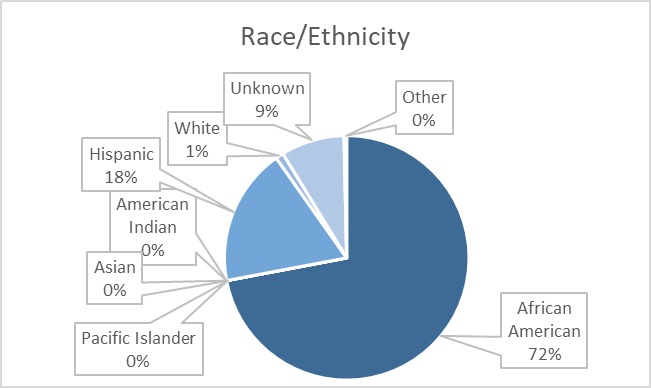 Race/Ethnicity
Unknown
9%
Other
0%
White
1%
Hispanic
18%
American
Indian
0%
Asian
0%
Pacific Islander
0%
African
American
72%